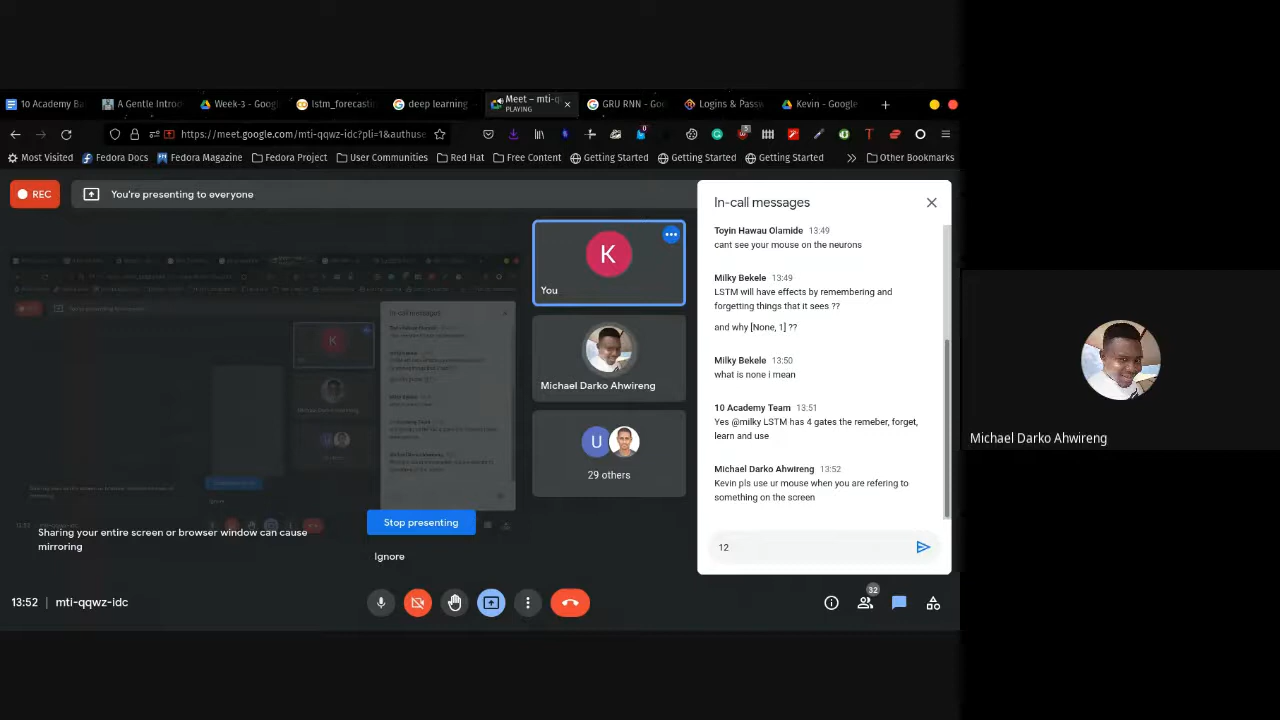 10 Academy Ba
A Gentle Introd
Week-3 - Googl
lstm_forecastin
deep learning
Meet – mti-q
PLAYING
GRU RNN - Goo
Logins & Passw
Kevin - Google
https://meet.google.com/mti-qqwz-idc?pli=1&authuse
Most Visited
Fedora Docs
Fedora Magazine
Fedora Project
User Communities
Red Hat
Free Content
Getting Started
Getting Started
Getting Started
Other Bookmarks
REC
You're presenting to everyone
K
You
Michael Darko Ahwireng
U
29 others
Sharing your entire screen or browser window can cause
mirroring
Stop presenting
Ignore
13:52 | mti-qqwz-idc
In-call messages
Toyin Hawau Olamide 13:49
cant see your mouse on the neurons
Milky Bekele 13:49
LSTM will have effects by remembering and
forgetting things that it sees ??
and why [None, 1] ??
Milky Bekele 13:50
what is none i mean
10 Academy Team 13:51
Yes @milky LSTM has 4 gates the remeber, forget,
learn and use
Michael Darko Ahwireng 13:52
Kevin pls use ur mouse when you are refering to
something on the screen
12
32
Michael Darko Ahwireng